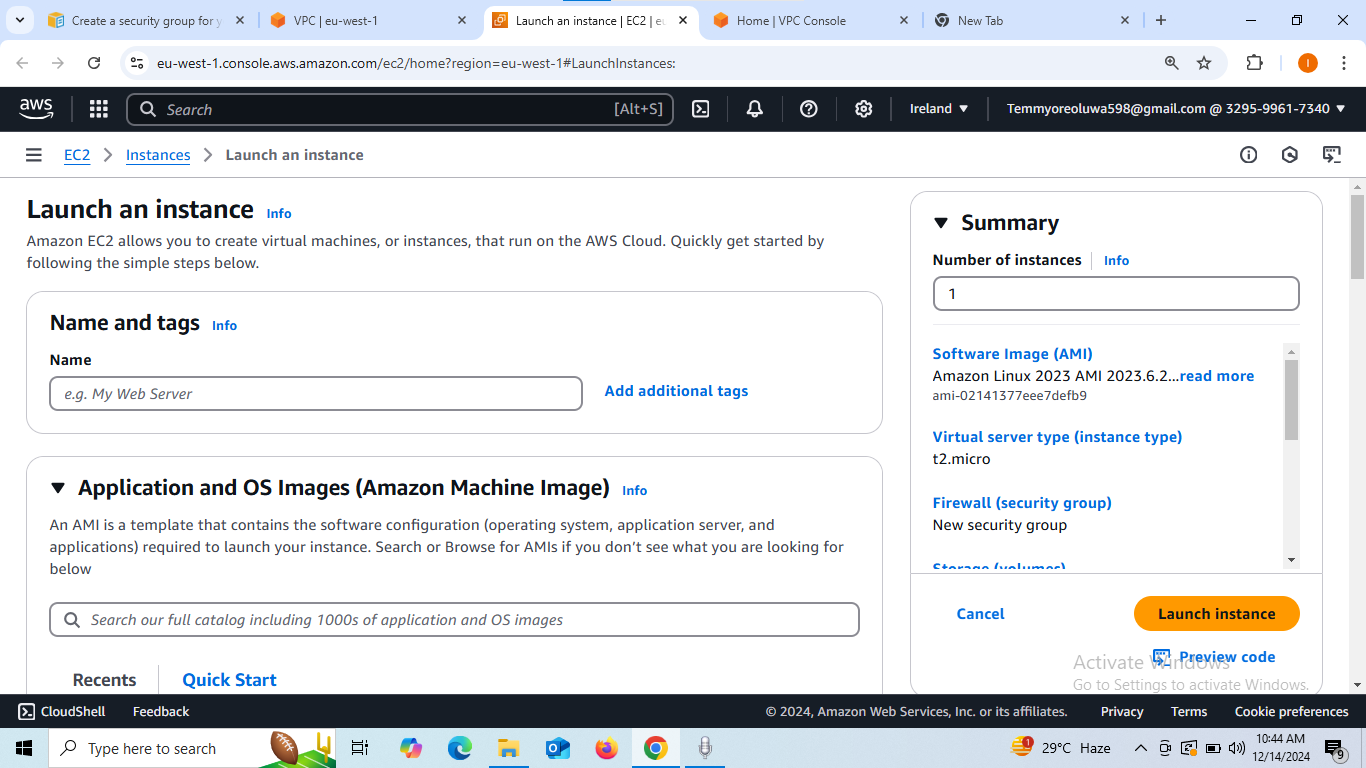 Create a security group for y
VPC | eu-west-1
Launch an instance | EC2 | eu
Home | VPC Console
New Tab
eu-west-1.console.aws.amazon.com/ec2/home?region=eu-west-1#LaunchInstances:
I
aws
Search
[Alt+S]
Ireland
Temmyoreoluwa598@gmail.com @ 3295-9961-7340
EC2
Instances
Launch an instance
Launch an instance Info
Amazon EC2 allows you to create virtual machines, or instances, that run on the AWS Cloud. Quickly get started by
following the simple steps below.
Name and tags Info
Name
e.g. My Web Server
Add additional tags
Application and OS Images (Amazon Machine Image) Info
An AMI is a template that contains the software configuration (operating system, application server, and
applications) required to launch your instance. Search or Browse for AMIs if you don’t see what you are looking for
below
Search our full catalog including 1000s of application and OS images
Recents
Quick Start
Summary
Number of instances Info
1
Software Image (AMI)
Amazon Linux 2023 AMI 2023.6.2...read more
ami-02141377eee7defb9
Virtual server type (instance type)
t2.micro
Firewall (security group)
New security group
Storage (volumes)
Cancel
Launch instance
Preview code
Activate Windows
Go to Settings to activate Windows.
CloudShell
Feedback
© 2024, Amazon Web Services, Inc. or its affiliates.
Privacy
Terms
Cookie preferences
Type here to search
1
29°C Haze
10:44 AM
12/14/2024
9